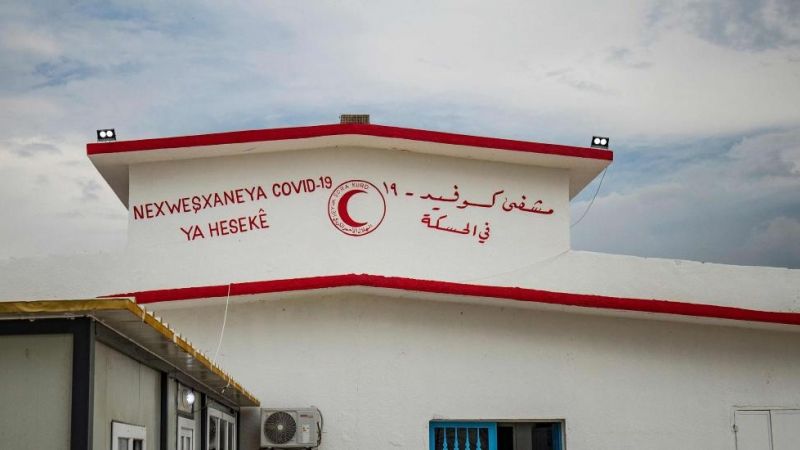 NEXWEŞXANEYA COVID-19
YA HESEKÊ
مشفى كوفيد - ١٩
في الحسكة